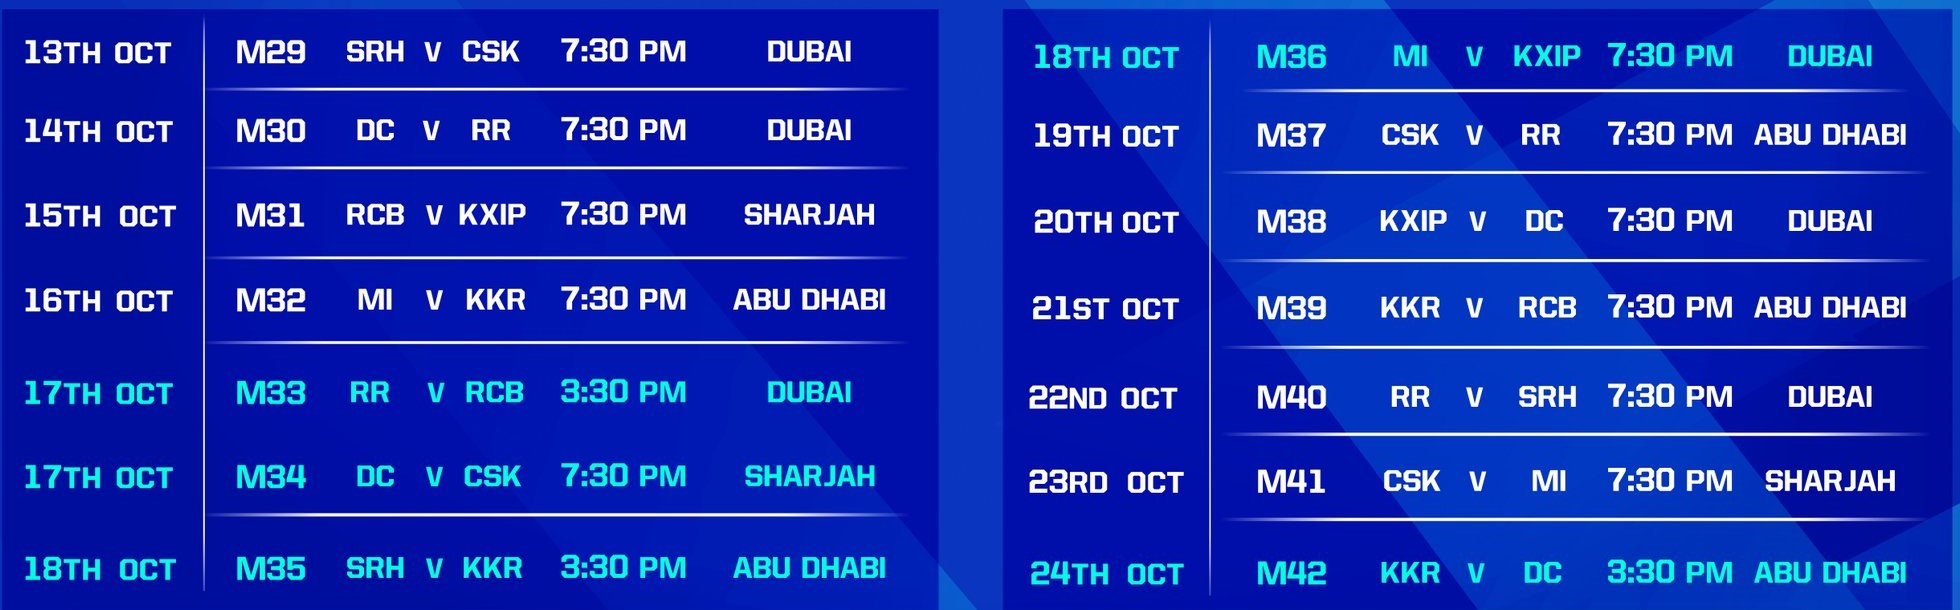 13TH OCT M29 SRH V CSK 7:30 PM DUBAI
14TH OCT M30 DC V RR 7:30 PM DUBAI
15TH OCT M31 RCB V KXIP 7:30 PM SHARJAH
16TH OCT M32 MI V KKR 7:30 PM ABU DHABI
17TH OCT M33 RR V RCB 3:30 PM DUBAI
17TH OCT M34 DC V CSK 7:30 PM SHARJAH
18TH OCT M35 SRH V KKR 3:30 PM ABU DHABI
18TH OCT M36 MI V KXIP 7:30 PM DUBAI
19TH OCT M37 CSK V RR 7:30 PM ABU DHABI
20TH OCT M38 KXIP V DC 7:30 PM DUBAI
21ST OCT M39 KKR V RCB 7:30 PM ABU DHABI
22ND OCT M40 RR V SRH 7:30 PM DUBAI
23RD OCT M41 CSK V MI 7:30 PM SHARJAH
24TH OCT M42 KKR V DC 3:30 PM ABU DHABI